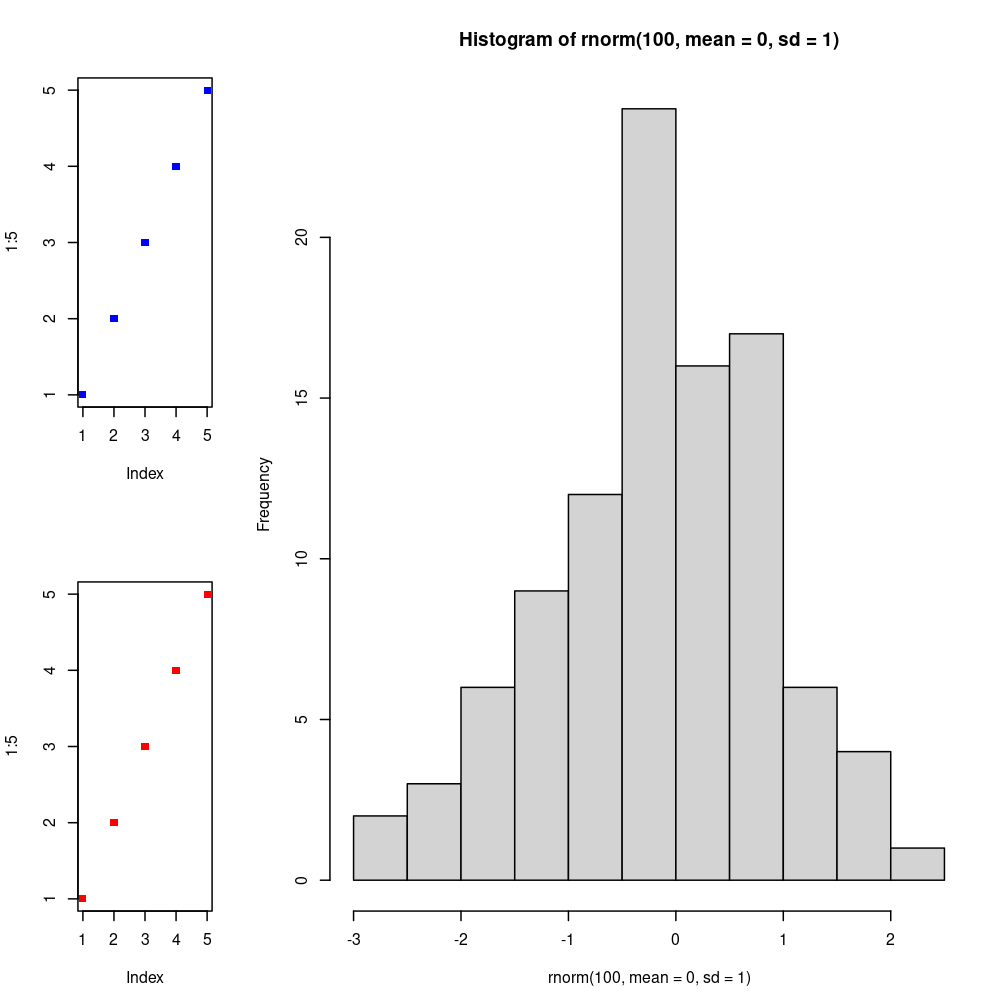 Histogram of rnorm(100, mean = 0, sd = 1)
5
4
3
2
1
1:5
1 2 3 4 5
Index
5
4
3
2
1
1:5
1 2 3 4 5
Index
20
15
10
5
0
Frequency
-3 -2 -1 0 1 2
rnorm(100, mean = 0, sd = 1)